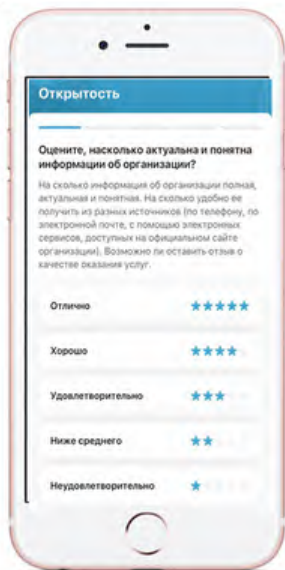 Открытость
Оцените, насколько актуальна и понятна
информации об организации?
На сколько информация об организации полная,
актуальная и понятная. На сколько удобно ее
получить из разных источников (по телефону, по
электронной почте, с помощью электронных
сервисов, доступных на официальном сайте
организации). Возможно ли оставить отзыв о
качестве оказания услуг.
Отлично
Хорошо
Удовлетворительно
Ниже среднего
Неудовлетворительно